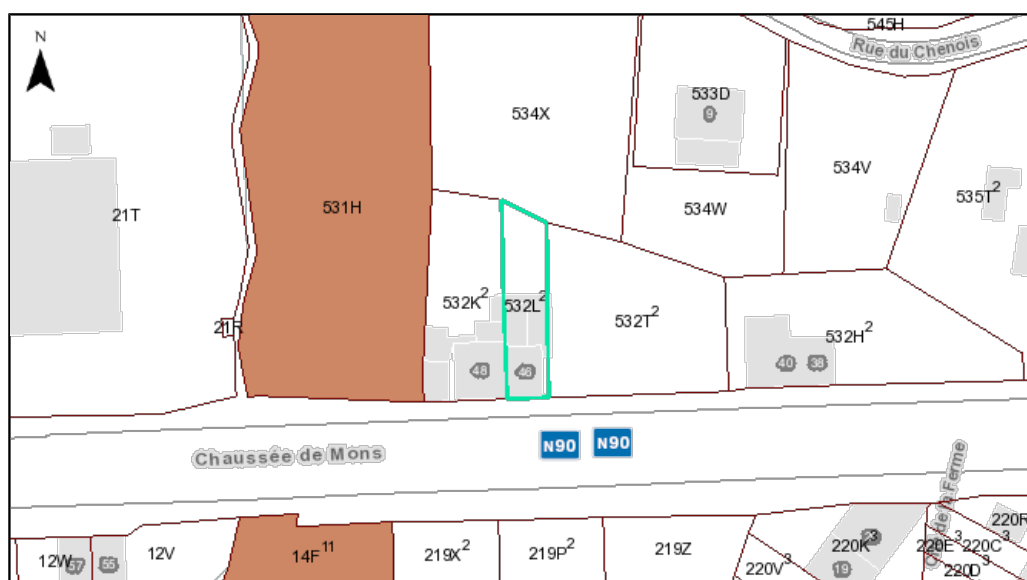 545H
Rue du Chenois
N
533D
9
534X
534V
21T
531H
534W
535T²
532K²
532L²
532T²
532H²
21R
48
46
40
38
N90
N90
Chaussée de Mons
12W
57
55
12V
14F¹¹
219X²
219P²
219Z
220V³
220K³
19
220E³
220C³
220D³
220R